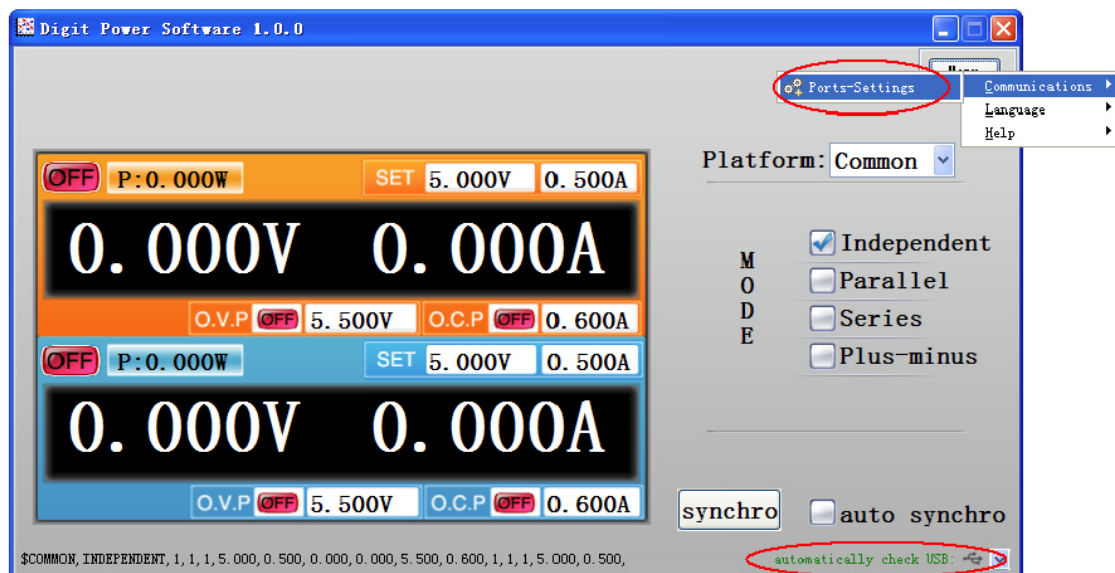 Digit Power Software 1.0.0
Ports-Settings
Communications
Language
Help
Platform: Common
OFF P:0.000W SET 5.000V 0.500A
0.000V 0.000A
O.V.P OFF 5.500V O.C.P OFF 0.600A
OFF P:0.000W SET 5.000V 0.500A
0.000V 0.000A
O.V.P OFF 5.500V O.C.P OFF 0.600A
MODE
Independent
Parallel
Series
Plus-minus
synchro
auto synchro
$COMMON, INDEPENDENT, 1, 1, 1, 5.000, 0.500, 0.000, 0.000, 5.500, 0.600, 1, 1, 1, 5.000, 0.500,
automatically check USB: